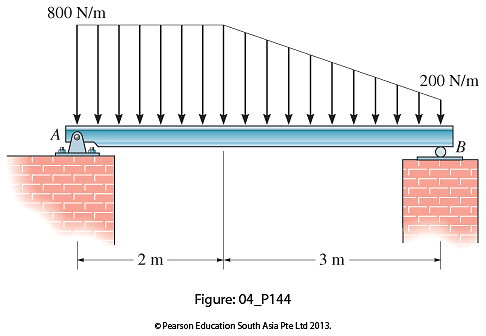 800 N/m
200 N/m
A
B
2 m
3 m
Figure: 04_P144
©Pearson Education South Asia Pte Ltd 2013.